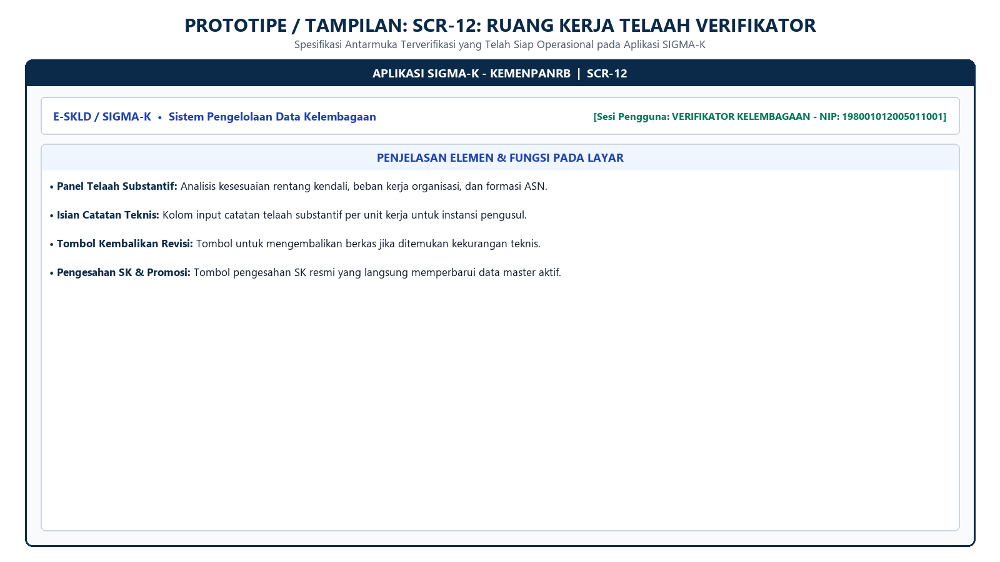 PROTOTIPE / TAMPILAN: SCR-12: RUANG KERJA TELAAH VERIFIKATOR
Spesifikasi Antarmuka Terverifikasi yang Telah Siap Operasional pada Aplikasi SIGMA-K
APLIKASI SIGMA-K - KEMENPANRB | SCR-12
E-SKLD / SIGMA-K • Sistem Pengelolaan Data Kelembagaan
[Sesi Pengguna: VERIFIKATOR KELEMBAGAAN - NIP: 198001012005011001]
PENJELASAN ELEMEN & FUNGSI PADA LAYAR
• Panel Telaah Substantif: Analisis kesesuaian rentang kendali, beban kerja organisasi, dan formasi ASN.
• Isian Catatan Teknis: Kolom input catatan telaah substantif per unit kerja untuk instansi pengusul.
• Tombol Kembalikan Revisi: Tombol untuk mengembalikan berkas jika ditemukan kekurangan teknis.
• Pengesahan SK & Promosi: Tombol pengesahan SK resmi yang langsung memperbarui data master aktif.